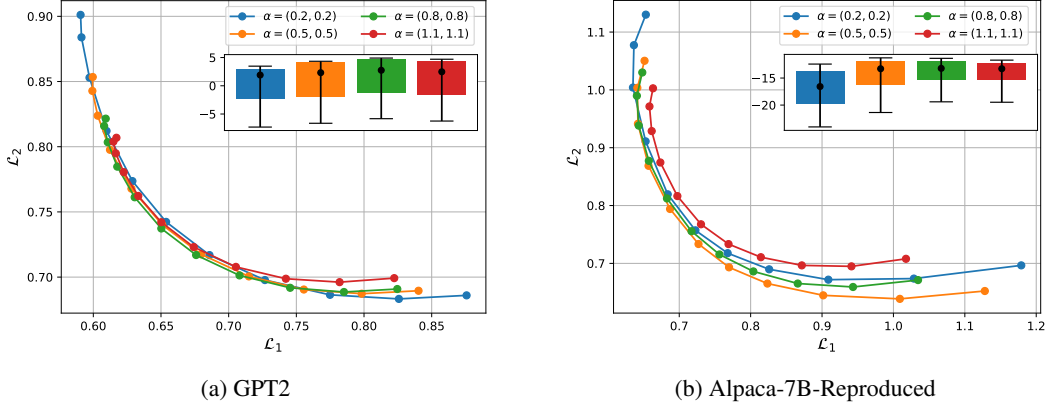 α = (0.2, 0.2)
α = (0.8, 0.8)
α = (0.5, 0.5)
α = (1.1, 1.1)
5
0
−5
0.90
0.85
0.80
0.75
0.70
ℒ₂
0.60
0.65
0.70
0.75
0.80
0.85
ℒ₁
(a) GPT2
α = (0.2, 0.2)
α = (0.8, 0.8)
α = (0.5, 0.5)
α = (1.1, 1.1)
−15
−20
1.1
1.0
0.9
0.8
0.7
0.6
ℒ₂
0.7
0.8
0.9
1.0
1.1
1.2
ℒ₁
(b) Alpaca-7B-Reproduced